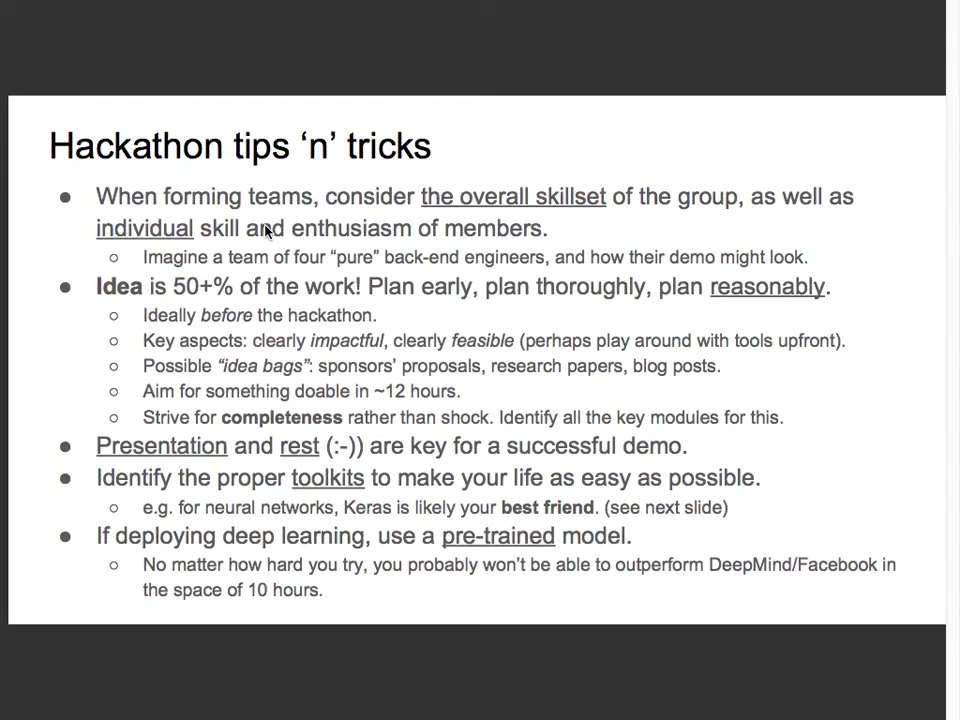 Hackathon tips ‘n’ tricks
● When forming teams, consider the overall skillset of the group, as well as
individual skill and enthusiasm of members.
○ Imagine a team of four “pure” back-end engineers, and how their demo might look.
● Idea is 50+% of the work! Plan early, plan thoroughly, plan reasonably.
○ Ideally before the hackathon.
○ Key aspects: clearly impactful, clearly feasible (perhaps play around with tools upfront).
○ Possible “idea bags”: sponsors’ proposals, research papers, blog posts.
○ Aim for something doable in ~12 hours.
○ Strive for completeness rather than shock. Identify all the key modules for this.
● Presentation and rest (:-)) are key for a successful demo.
● Identify the proper toolkits to make your life as easy as possible.
○ e.g. for neural networks, Keras is likely your best friend. (see next slide)
● If deploying deep learning, use a pre-trained model.
○ No matter how hard you try, you probably won’t be able to outperform DeepMind/Facebook in
the space of 10 hours.